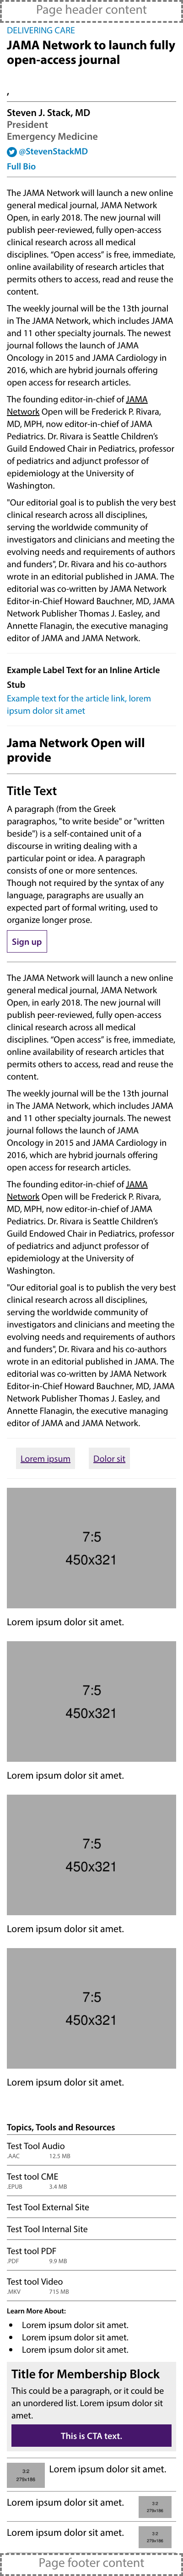 Page header content
DELIVERING CARE
JAMA Network to launch fully
open-access journal
,
Steven J. Stack, MD
President
Emergency Medicine
@StevenStackMD
Full Bio
The JAMA Network will launch a new online
general medical journal, JAMA Network
Open, in early 2018. The new journal will
publish peer-reviewed, fully open-access
clinical research across all medical
disciplines. “Open access” is free, immediate,
online availability of research articles that
permits others to access, read and reuse the
content.
The weekly journal will be the 13th journal
in The JAMA Network, which includes JAMA
and 11 other specialty journals. The newest
journal follows the launch of JAMA
Oncology in 2015 and JAMA Cardiology in
2016, which are hybrid journals offering
open access for research articles.
The founding editor-in-chief of JAMA
Network Open will be Frederick P. Rivara,
MD, MPH, now editor-in-chief of JAMA
Pediatrics. Dr. Rivara is Seattle Children’s
Guild Endowed Chair in Pediatrics, professor
of pediatrics and adjunct professor of
epidemiology at the University of
Washington.
"Our editorial goal is to publish the very best
clinical research across all disciplines,
serving the worldwide community of
investigators and clinicians and meeting the
evolving needs and requirements of authors
and funders”, Dr. Rivara and his co-authors
wrote in an editorial published in JAMA. The
editorial was co-written by JAMA Network
Editor-in-Chief Howard Bauchner, MD, JAMA
Network Publisher Thomas J. Easley, and
Annette Flanagin, the executive managing
editor of JAMA and JAMA Network.
Example Label Text for an Inline Article
Stub
Example text for the article link, lorem
ipsum dolor sit amet
Jama Network Open will
provide
Title Text
A paragraph (from the Greek
paragraphos, "to write beside" or "written
beside") is a self-contained unit of a
discourse in writing dealing with a
particular point or idea. A paragraph
consists of one or more sentences.
Though not required by the syntax of any
language, paragraphs are usually an
expected part of formal writing, used to
organize longer prose.
Sign up
The JAMA Network will launch a new online
general medical journal, JAMA Network
Open, in early 2018. The new journal will
publish peer-reviewed, fully open-access
clinical research across all medical
disciplines. “Open access” is free, immediate,
online availability of research articles that
permits others to access, read and reuse the
content.
The weekly journal will be the 13th journal
in The JAMA Network, which includes JAMA
and 11 other specialty journals. The newest
journal follows the launch of JAMA
Oncology in 2015 and JAMA Cardiology in
2016, which are hybrid journals offering
open access for research articles.
The founding editor-in-chief of JAMA
Network Open will be Frederick P. Rivara,
MD, MPH, now editor-in-chief of JAMA
Pediatrics. Dr. Rivara is Seattle Children’s
Guild Endowed Chair in Pediatrics, professor
of pediatrics and adjunct professor of
epidemiology at the University of
Washington.
"Our editorial goal is to publish the very best
clinical research across all disciplines,
serving the worldwide community of
investigators and clinicians and meeting the
evolving needs and requirements of authors
and funders”, Dr. Rivara and his co-authors
wrote in an editorial published in JAMA. The
editorial was co-written by JAMA Network
Editor-in-Chief Howard Bauchner, MD, JAMA
Network Publisher Thomas J. Easley, and
Annette Flanagin, the executive managing
editor of JAMA and JAMA Network.
Lorem ipsum Dolor sit
7:5
450x321
Lorem ipsum dolor sit amet.
7:5
450x321
Lorem ipsum dolor sit amet.
7:5
450x321
Lorem ipsum dolor sit amet.
7:5
450x321
Lorem ipsum dolor sit amet.
Topics, Tools and Resources
Test Tool Audio
.AAC 12.5 MB
Test tool CME
.EPUB 3.4 MB
Test Tool External Site
Test Tool Internal Site
Test tool PDF
.PDF 9.9 MB
Test tool Video
.MKV 715 MB
Learn More About:
• Lorem ipsum dolor sit amet.
• Lorem ipsum dolor sit amet.
• Lorem ipsum dolor sit amet.
Title for Membership Block
This could be a paragraph, or it could be
an unordered list. Lorem ipsum dolor sit
amet.
This is CTA text.
3:2
279x186
Lorem ipsum dolor sit amet.
Lorem ipsum dolor sit amet.
3:2
279x186
Lorem ipsum dolor sit amet.
3:2
279x186
Page footer content